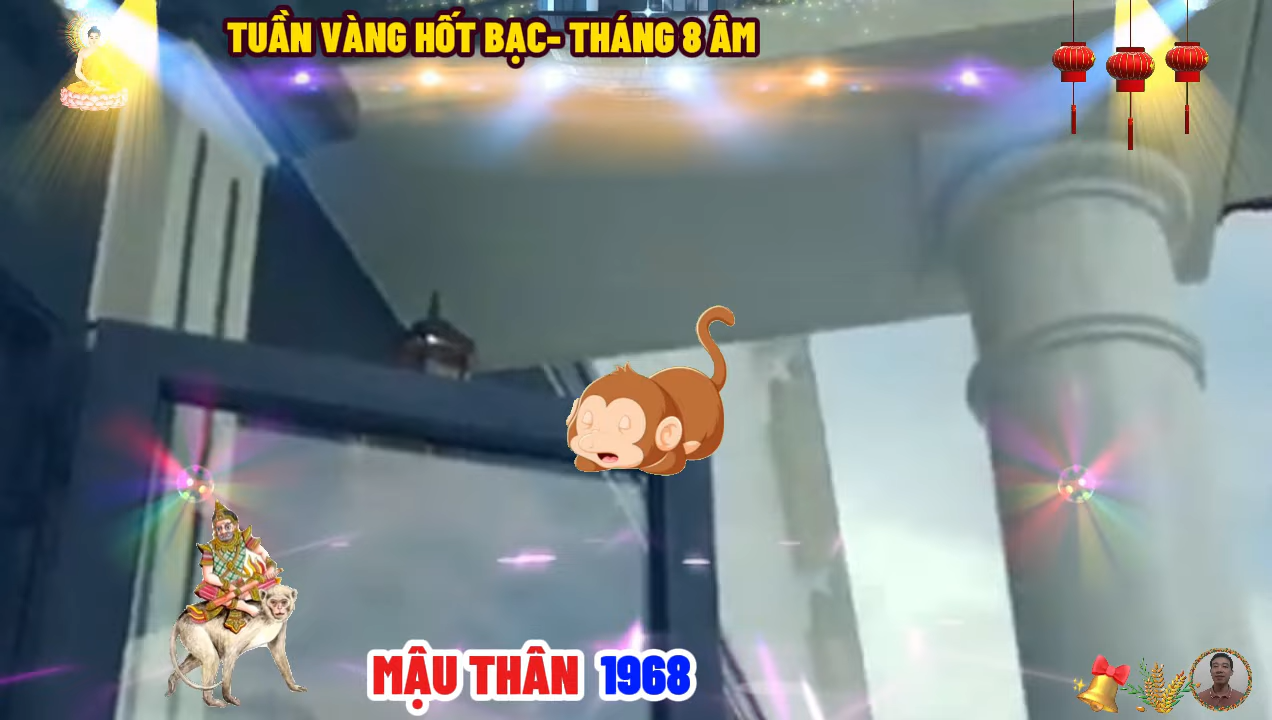 TUẦN VÀNG HỐT BẠC- THÁNG 8 ÂM
MẬU THÂN 1968